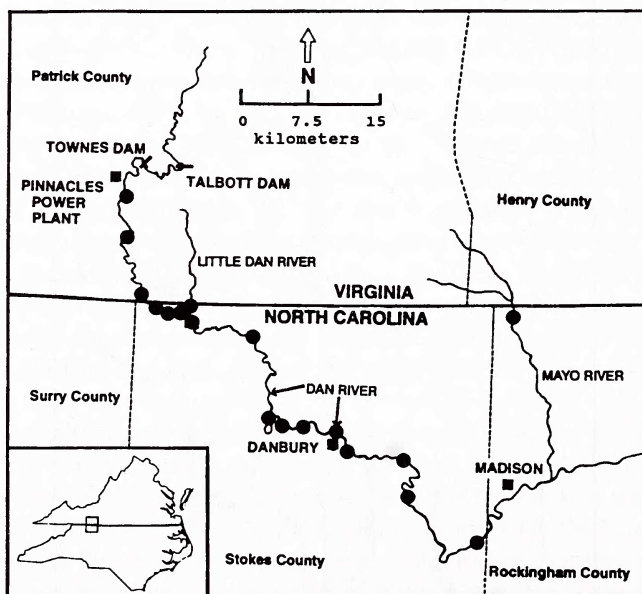 Patrick County
N
0 7.5 15
kilometers
TOWNES DAM
PINNACLES
POWER
PLANT
TALBOTT DAM
Henry County
LITTLE DAN RIVER
VIRGINIA
NORTH CAROLINA
DAN RIVER
MAYO RIVER
Surry County
DANBURY
MADISON
Stokes County
Rockingham County